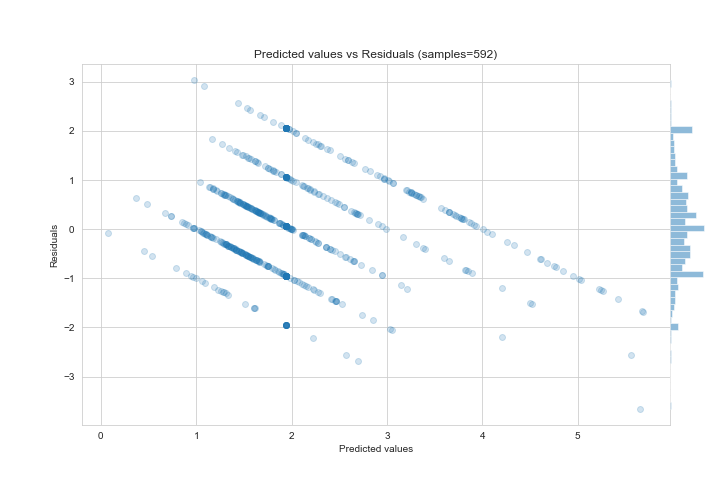 Predicted values vs Residuals (samples=592)
3
2
1
0
−1
−2
−3
Residuals
0 1 2 3 4 5
Predicted values